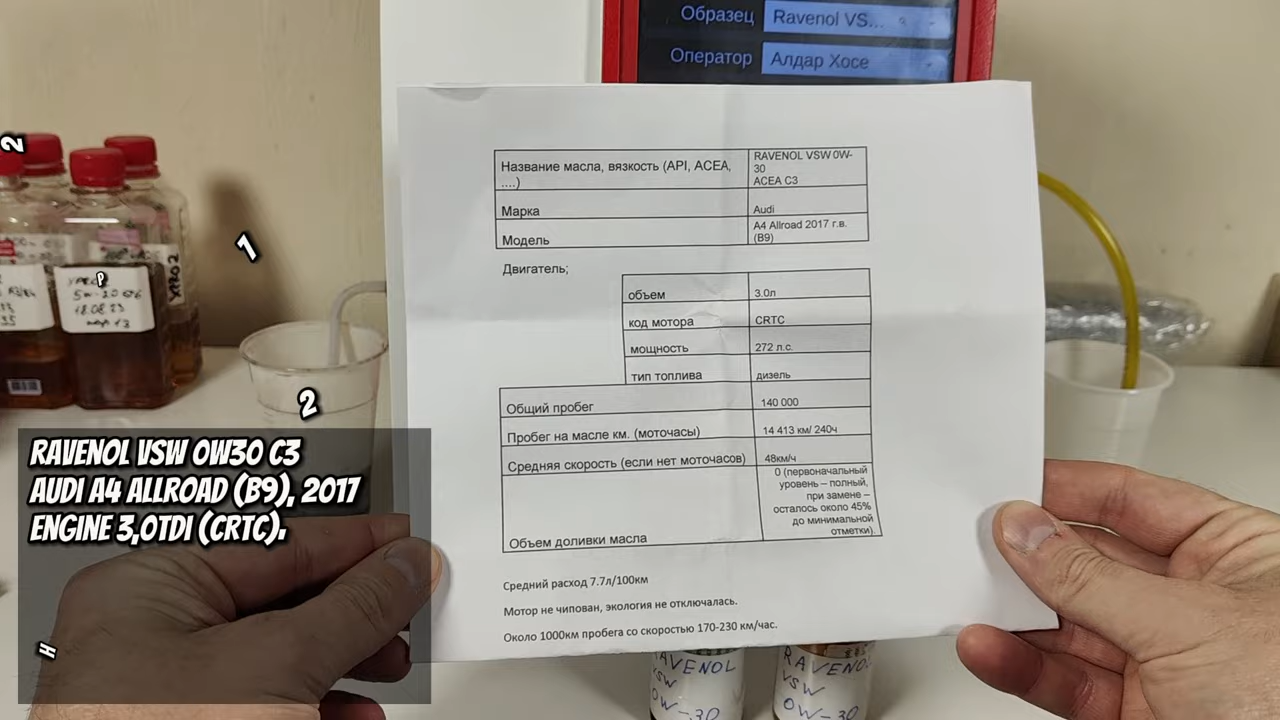 Образец Ravenol VS...
Оператор Алдар Хосе
Название масла, вязкость (API, ACEA, ....) RAVENOL VSW 0W-30 ACEA C3
Марка Audi
Модель A4 Allroad 2017 г.в. (B9)
Двигатель;
объем 3.0л
код мотора CRTC
мощность 272 л.с.
тип топлива дизель
Общий пробег 140 000
Пробег на масле км. (моточасы) 14 413 км/ 240ч
Средняя скорость (если нет моточасов) 48км/ч
Объем доливки масла 0 (первоначальный уровень – полный, при замене – осталось около 45% до минимальной отметки).
Средний расход 7.7л/100км
Мотор не чипован, экология не отключалась.
Около 1000км пробега со скоростью 170-230 км/час.
RAVENOL VSW 0W30 C3
AUDI A4 ALLROAD (B9), 2017
ENGINE 3,0TDI (CRTC).
2
1
P
2
H
5w-20
18.08.23
RAVENOL
VSW
0W-30
RAVENOL
VSW
0W-30